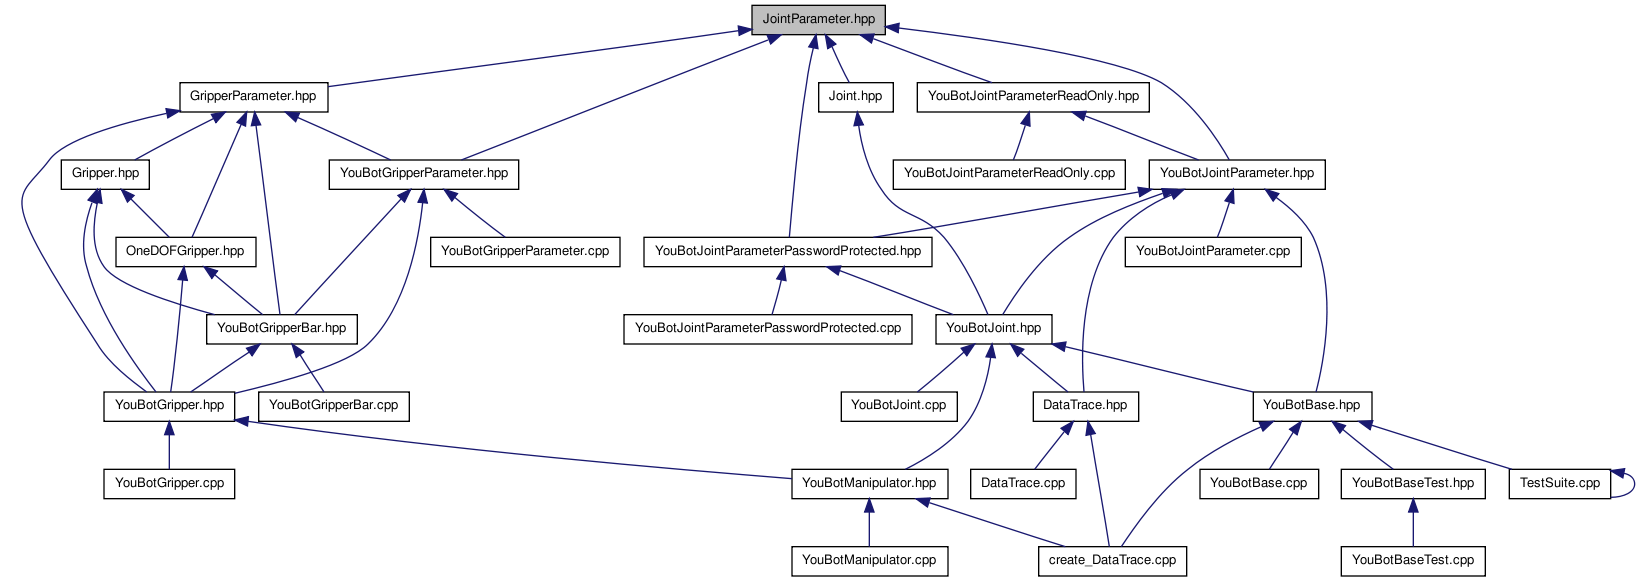 JointParameter.hpp
GripperParameter.hpp
Joint.hpp
YouBotJointParameterReadOnly.hpp
Gripper.hpp
YouBotGripperParameter.hpp
YouBotJointParameterReadOnly.cpp
YouBotJointParameter.hpp
OneDOFGripper.hpp
YouBotGripperParameter.cpp
YouBotJointParameterPasswordProtected.hpp
YouBotJointParameter.cpp
YouBotGripperBar.hpp
YouBotJointParameterPasswordProtected.cpp
YouBotJoint.hpp
YouBotGripper.hpp
YouBotGripperBar.cpp
YouBotJoint.cpp
DataTrace.hpp
YouBotBase.hpp
YouBotGripper.cpp
YouBotManipulator.hpp
DataTrace.cpp
YouBotBase.cpp
YouBotBaseTest.hpp
TestSuite.cpp
YouBotManipulator.cpp
create_DataTrace.cpp
YouBotBaseTest.cpp